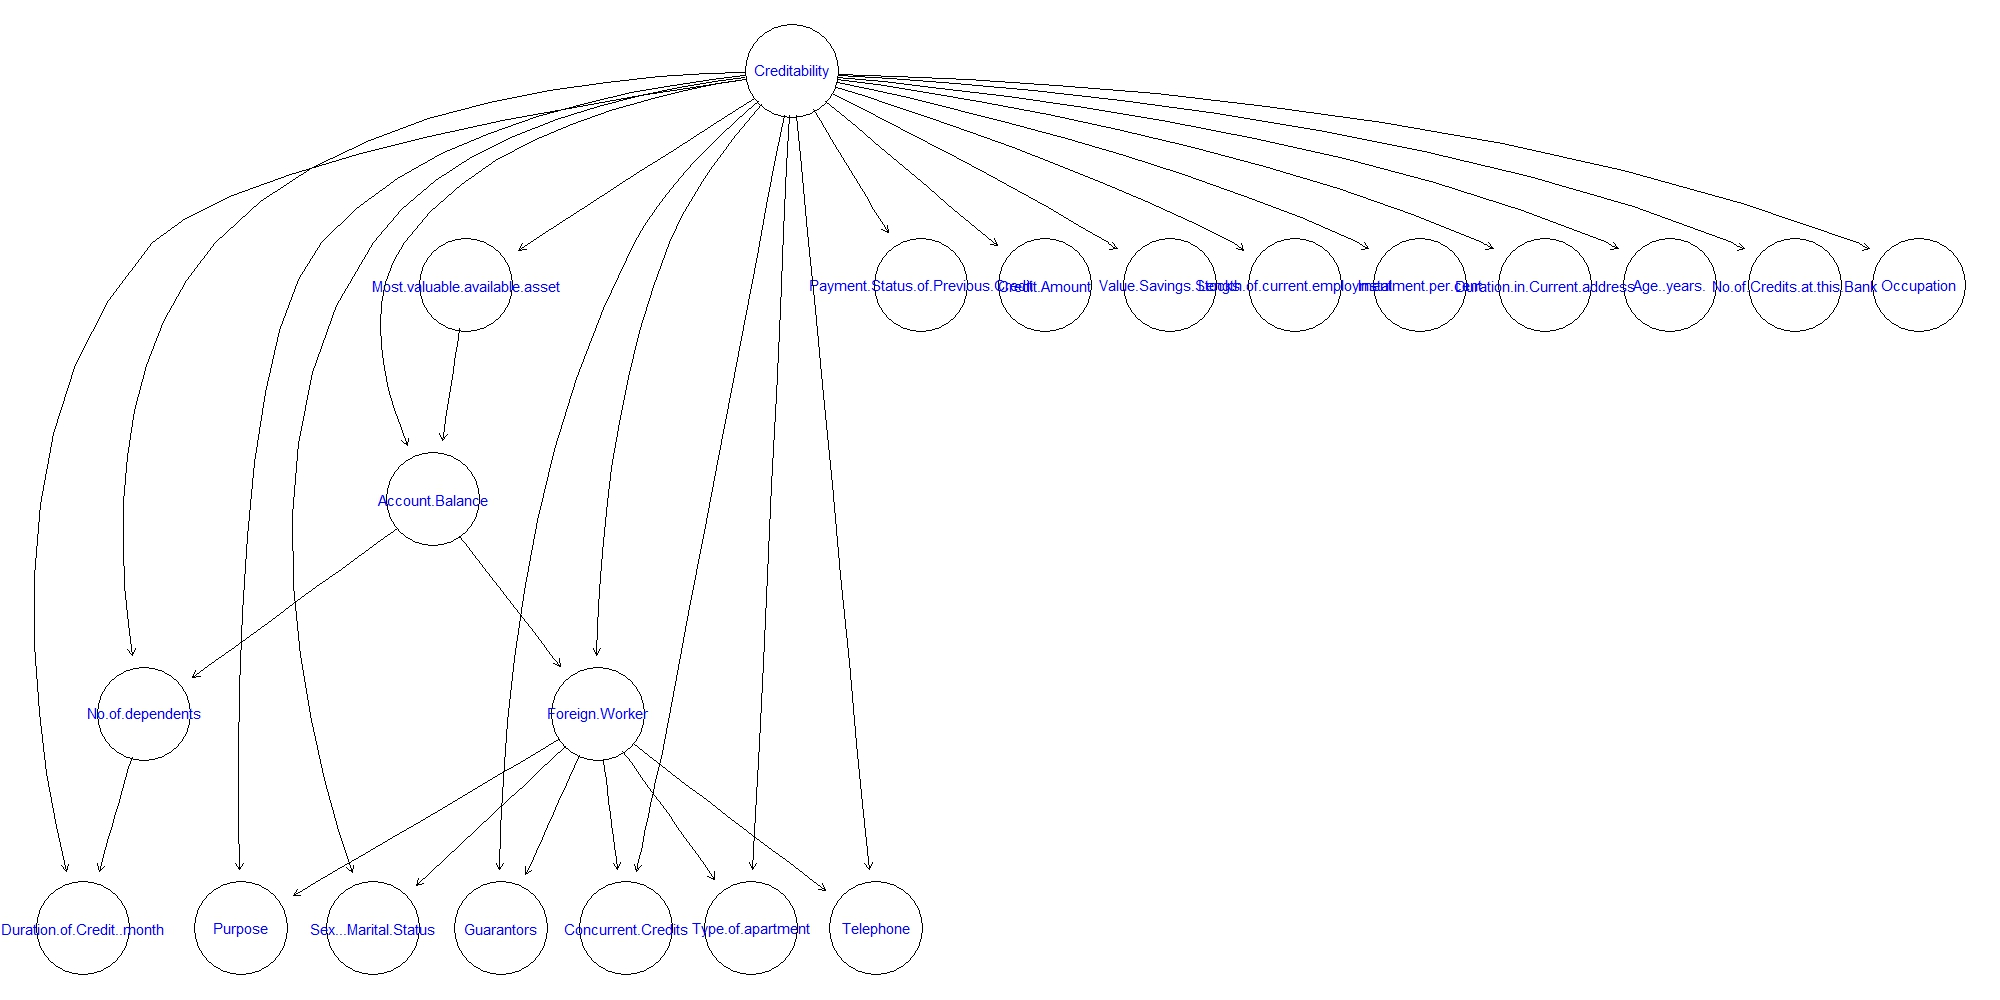 Creditability
Most.valuable.available.asset
Payment.Status.of.Previous.Credit
Credit.Amount
Value.Savings.Stocks
Length.of.current.employment
Instalment.per.cent
Duration.in.Current.address
Age..years.
No.of.Credits.at.this.Bank
Occupation
Account.Balance
No.of.dependents
Foreign.Worker
Duration.of.Credit..month
Purpose
Sex...Marital.Status
Guarantors
Concurrent.Credits
Type.of.apartment
Telephone